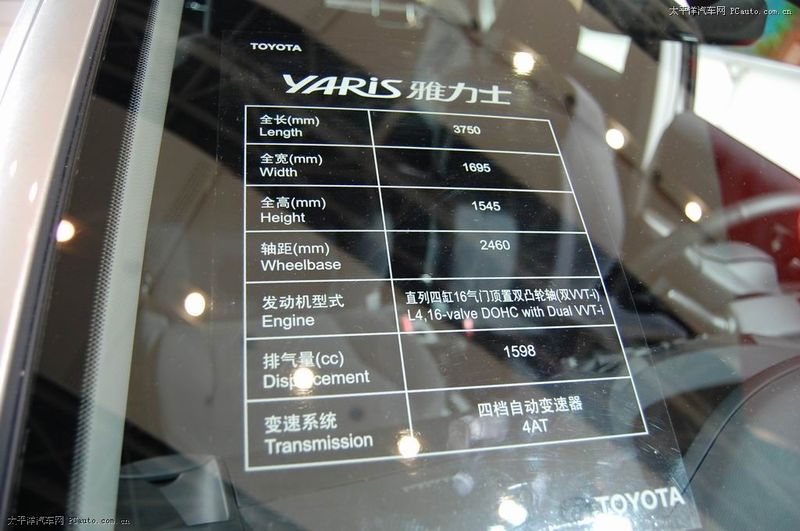 太平洋汽车网 PCauto.com.cn
TOYOTA
YARiS 雅力士
全长(mm)
Length
3750
全宽(mm)
Width
1695
全高(mm)
Height
1545
轴距(mm)
Wheelbase
2460
发动机型式
Engine
直列四缸16气门顶置双凸轮轴(双VVT-i)
L4,16-valve DOHC with Dual VVT-i
排气量(cc)
Displacement
1598
变速系统
Transmission
四档自动变速器
4AT
TOYOTA
太平洋汽车网 PCauto.com.cn